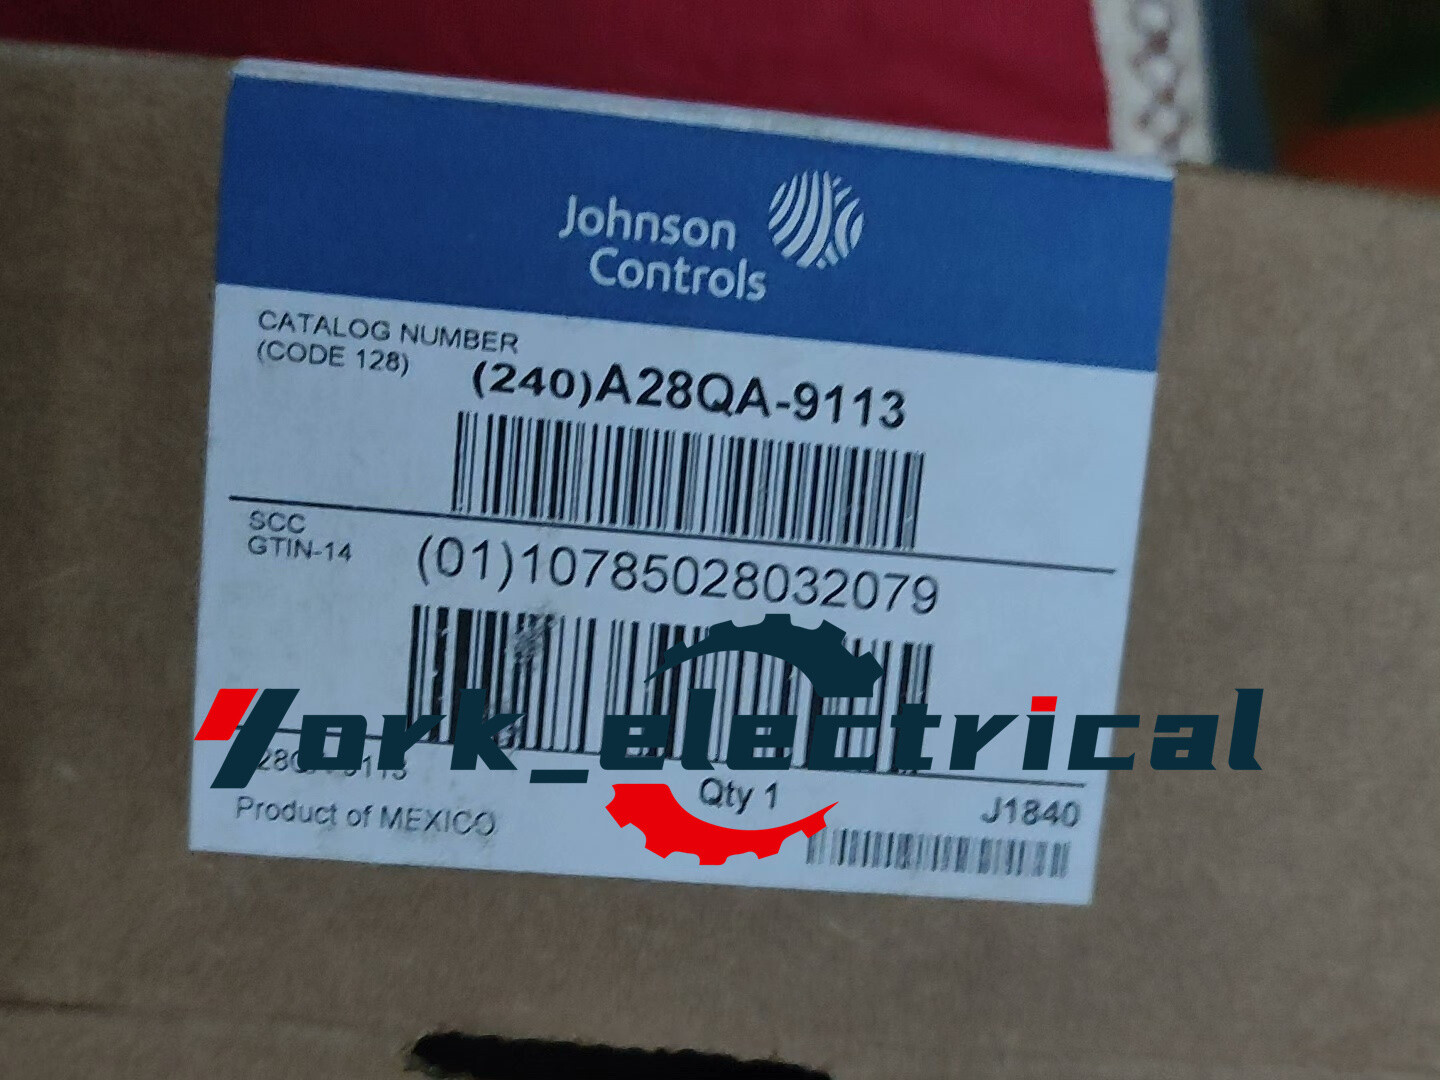 Johnson
Controls
CATALOG NUMBER
(CODE 128)
(240)A28QA-9113
SCC
GTIN-14
(01)10785028032079
York_electrical
Qty 1
J1840
Product of MEXICO